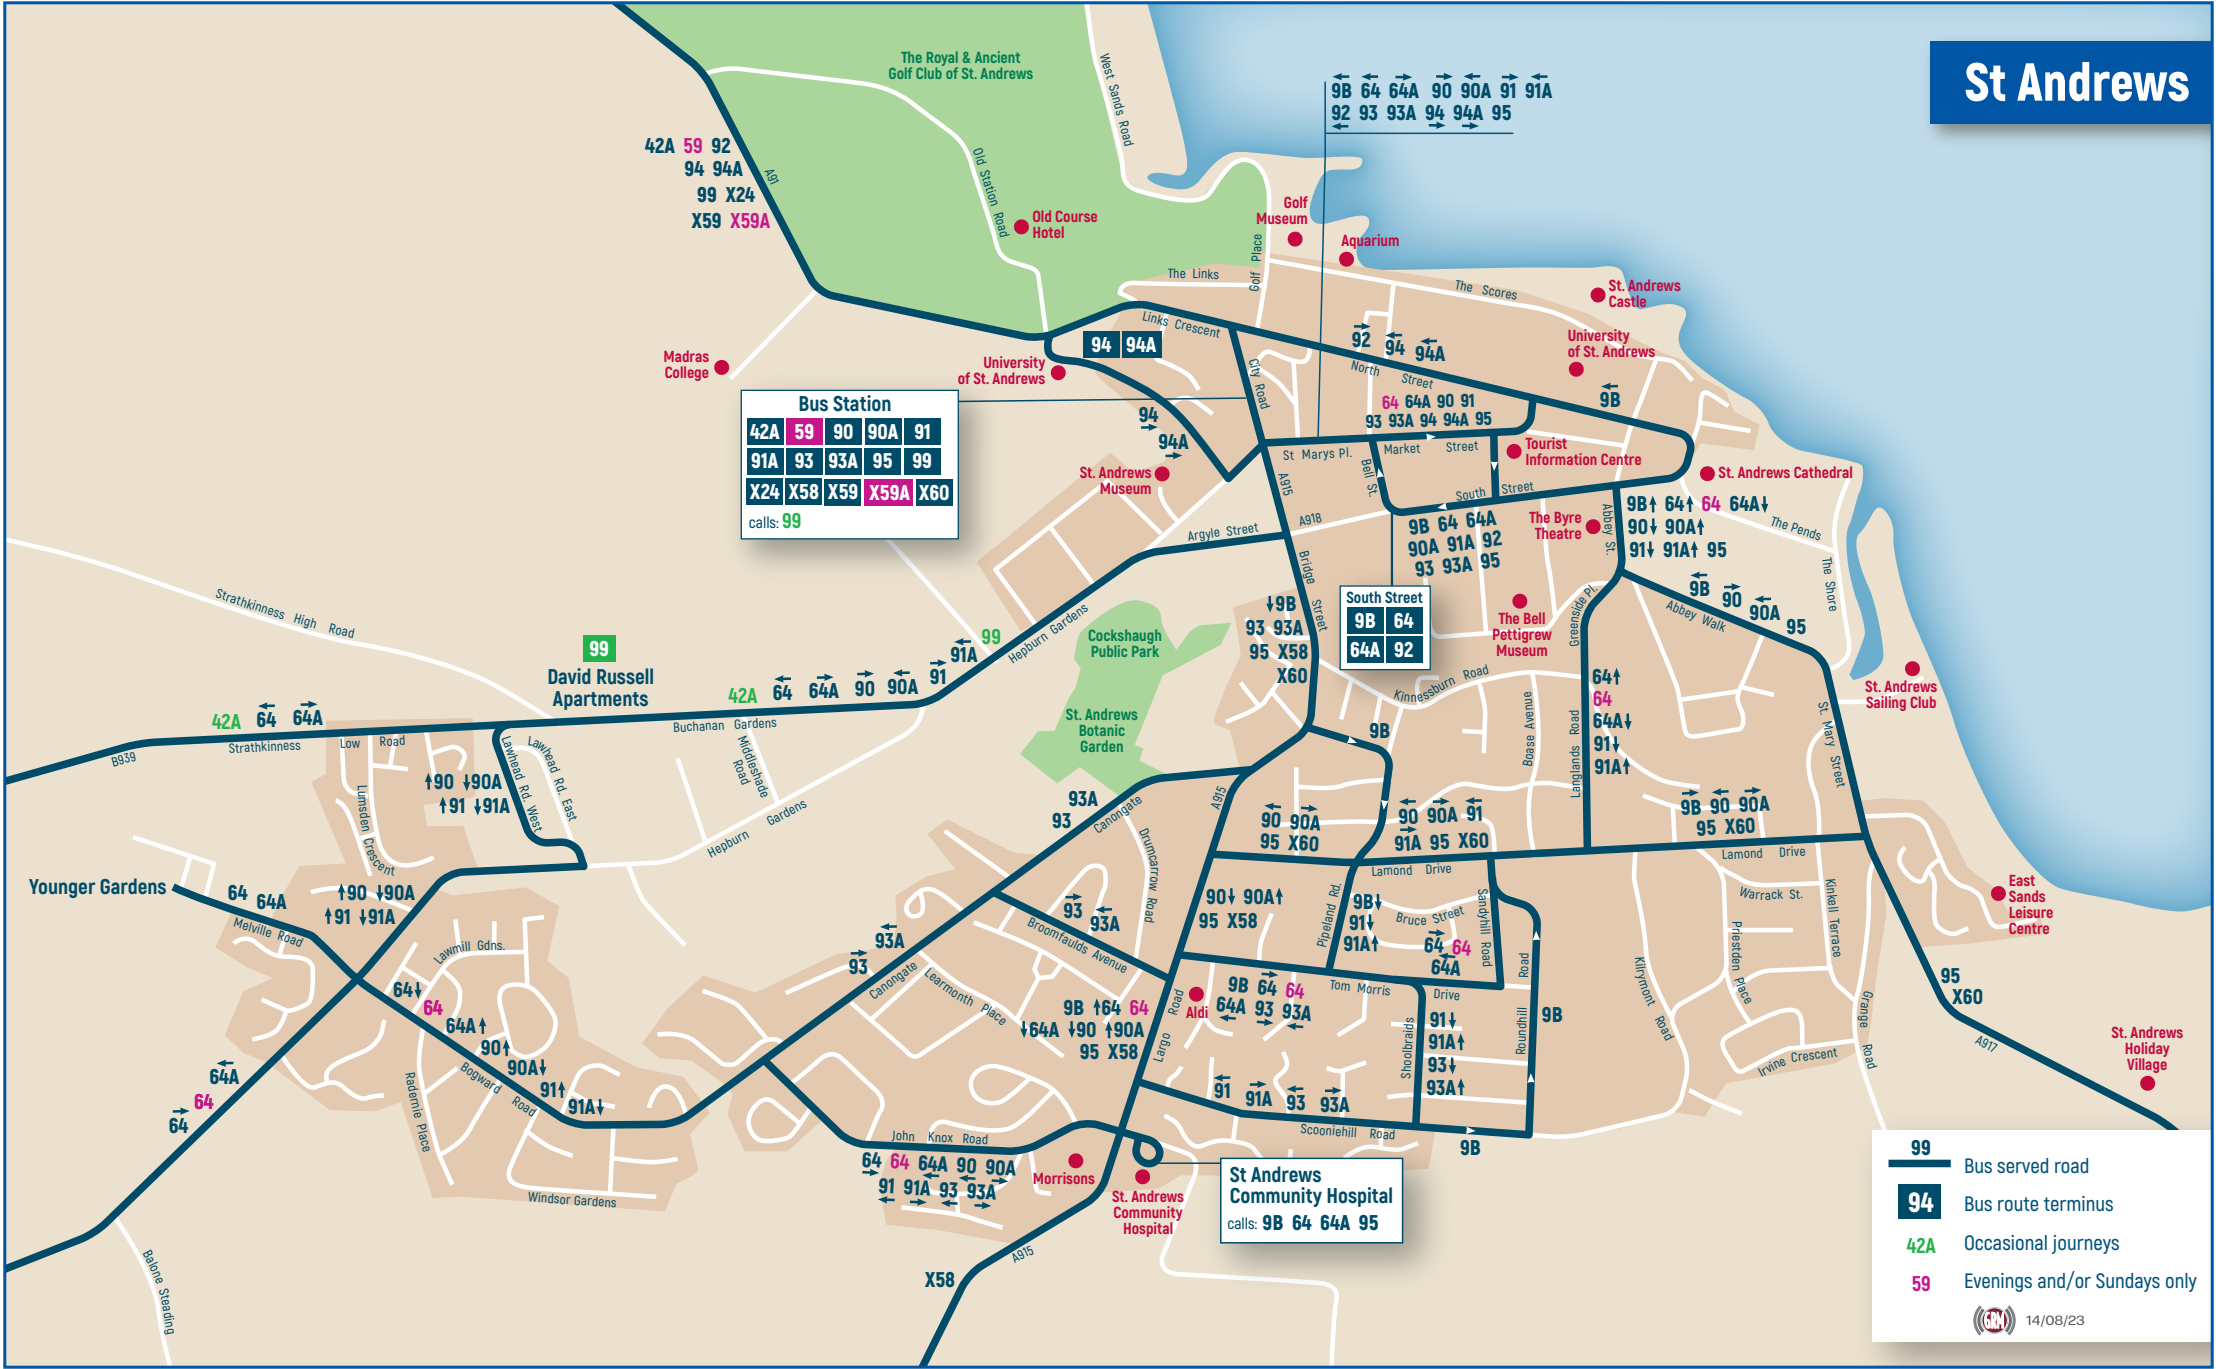 St Andrews
The Royal & Ancient
Golf Club of St. Andrews
West Sands Road
9B 64 64A 90 90A 91 91A
92 93 93A 94 94A 95
42A 59 92
94 94A
99 X24
X59 X59A
A91
Old Station Road
Old Course
Hotel
Golf
Museum
Aquarium
Golf Place
The Links
The Scores
St. Andrews
Castle
Links Crescent
94 94A
92 94 94A
North Street
University
of St. Andrews
Madras
College
University
of St. Andrews
City Road
9B
Bus Station
42A 59 90 90A 91
91A 93 93A 95 99
X24 X58 X59 X59A X60
calls: 99
94
94A
64 64A 90 91
93 93A 94 94A 95
St Marys Pl.
Market Street
Tourist
Information Centre
St. Andrews
Museum
A915
Bell St.
South Street
St. Andrews Cathedral
A918
Argyle Street
9B 64 64A
90A 91A 92
93 93A 95
The Byre
Theatre
Abbey St.
9B↑ 64↑ 64 64A↓
90↓ 90A↑
91↓ 91A↑ 95
The Pends
The Shore
Bridge Street
Strathkinness High Road
99
David Russell
Apartments
Cockshaugh
Public Park
99
Hepburn Gardens
91A
91
↓9B
93 93A
95 X58
X60
South Street
9B 64
64A 92
The Bell
Pettigrew
Museum
Greenside Pl.
9B 90 90A 95
Abbey Walk
St. Andrews
Sailing Club
42A 64 64A 90 90A
Buchanan Gardens
42A 64 64A
Strathkinness Low Road
B939
St. Andrews
Botanic
Garden
Kinnessburn Road
Boase Avenue
Langlands Road
64↑
64
64A↓
91↓
91A↑
St. Mary Street
9B
Lawhead Rd. West
Lawhead Rd. East
Middleshade
Road
Hepburn Gardens
↑90 ↓90A
↑91 ↓91A
Lumsden Crescent
93A
93
Canongate
A915
90 90A
95 X60
90 90A 91
91A 95 X60
9B 90 90A
95 X60
Lamond Drive
Lamond Drive
Drumcarrow Road
Younger Gardens
64 64A
Melville Road
↑90 ↓90A
↑91 ↓91A
Lawmill Gdns.
93 93A
Broomfaulds Avenue
93A
93
Canongate
Learmonth Place
90↓ 90A↑
95 X58
Pipeland Rd.
9B↓
91↓
91A↑
Bruce Street
64 64
64A
Sandyhill Road
Warrack St.
Kinkell Terrace
Priestden Place
Kilrymont Road
East
Sands
Leisure
Centre
64↓
64
64A↑
90↑
90A↓
91↑
91A↓
Bogward Road
Radernie Place
9B ↑64 64
↓64A ↓90 ↑90A
95 X58
Aldi
Largo Road
9B 64 64
64A 93 93A
Tom Morris Drive
Shoolbraids
91↓
91A↑
93↓
93A↑
Roundhill Road
9B
Irvine Crescent
Grange Road
95
X60
A917
St. Andrews
Holiday
Village
64A
64
64
91 91A 93 93A
Scooniehill Road
9B
John Knox Road
64 64 64A 90 90A
91 91A 93 93A
Morrisons
St. Andrews
Community
Hospital
St Andrews
Community Hospital
calls: 9B 64 64A 95
Windsor Gardens
Balone Steading
A915
X58
99
Bus served road
94
Bus route terminus
42A
Occasional journeys
59
Evenings and/or Sundays only
GRM
14/08/23